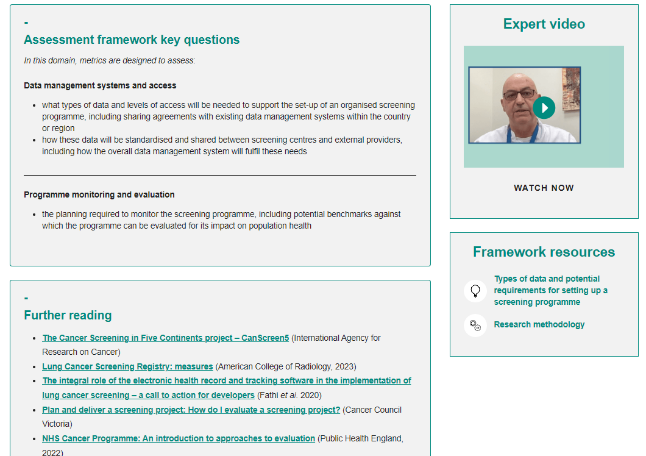 -
Assessment framework key questions
In this domain, metrics are designed to assess:
Data management systems and access
• what types of data and levels of access will be needed to support the set-up of an organised screening
programme, including sharing agreements with existing data management systems within the country
or region
• how these data will be standardised and shared between screening centres and external providers,
including how the overall data management system will fulfil these needs
Programme monitoring and evaluation
• the planning required to monitor the screening programme, including potential benchmarks against
which the programme can be evaluated for its impact on population health
-
Further reading
• The Cancer Screening in Five Continents project – CanScreen5 (International Agency for
Research on Cancer)
• Lung Cancer Screening Registry: measures (American College of Radiology, 2023)
• The integral role of the electronic health record and tracking software in the implementation of
lung cancer screening – a call to action for developers (Fathi et al. 2020)
• Plan and deliver a screening project: How do I evaluate a screening project? (Cancer Council
Victoria)
• NHS Cancer Programme: An introduction to approaches to evaluation (Public Health England,
2022)
Expert video
WATCH NOW
Framework resources
Types of data and potential
requirements for setting up a
screening programme
Research methodology